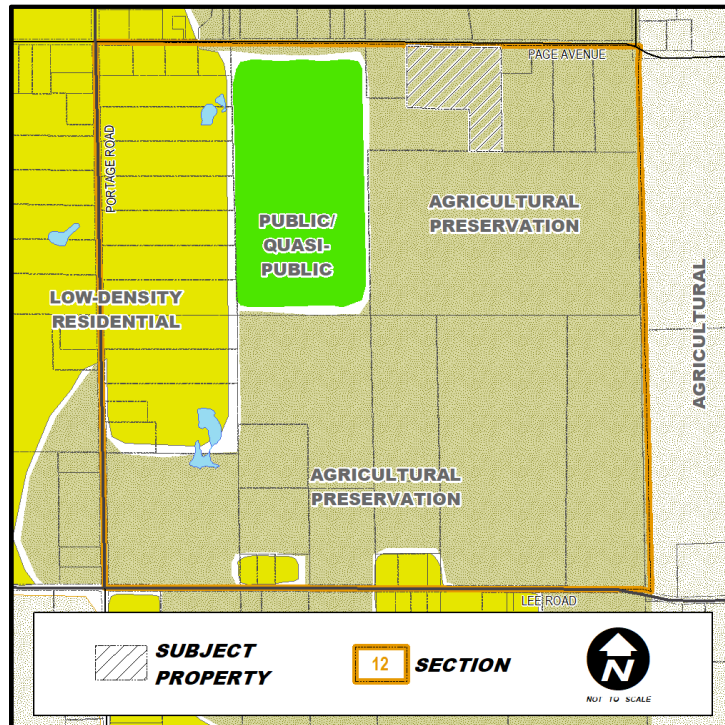 PAGE AVENUE
PORTAGE ROAD
PUBLIC/
QUASI-
PUBLIC
AGRICULTURAL
PRESERVATION
LOW-DENSITY
RESIDENTIAL
AGRICULTURAL
AGRICULTURAL
PRESERVATION
LEE ROAD
SUBJECT
PROPERTY
12
SECTION
N
NOT TO SCALE